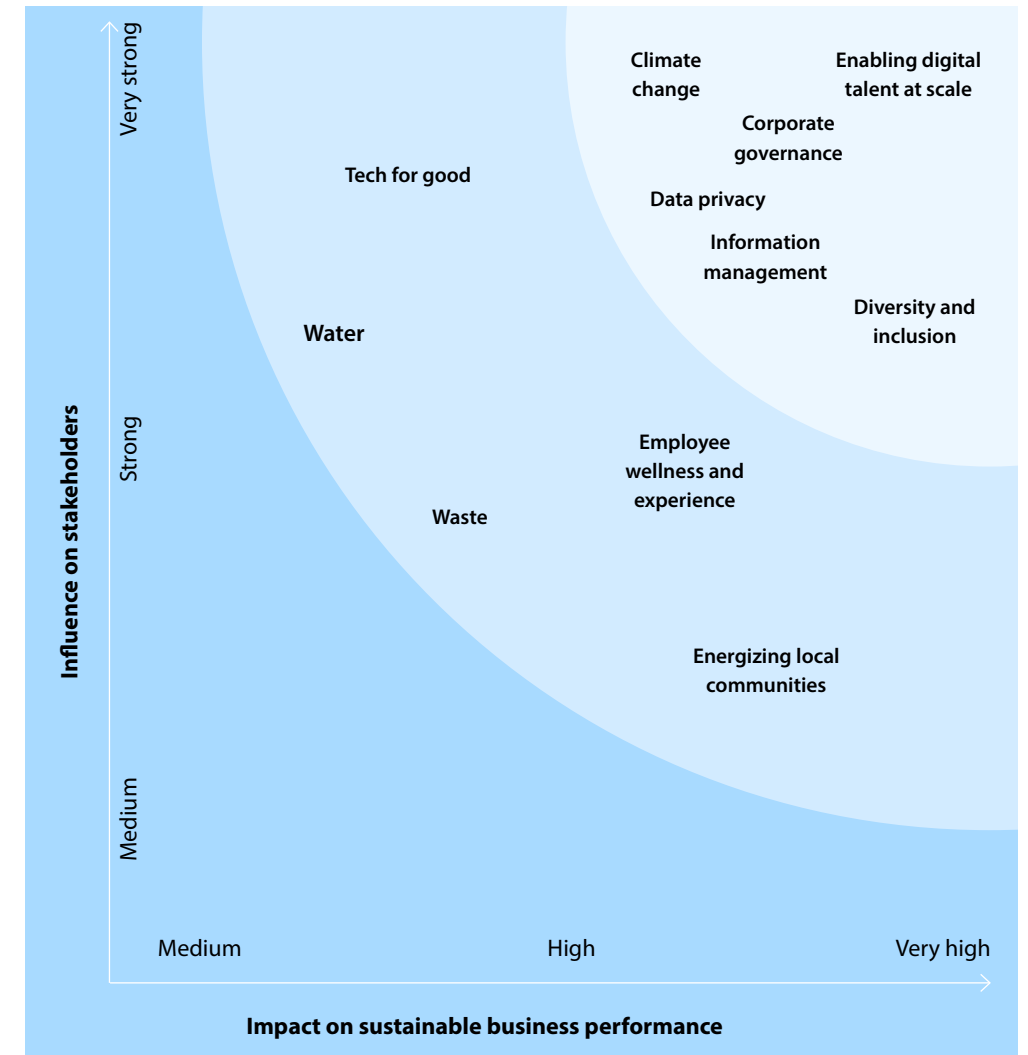 Very strong
Climate
change
Enabling digital
talent at scale
Corporate
governance
Tech for good
Data privacy
Information
management
Diversity and
inclusion
Water
Influence on stakeholders
Strong
Employee
wellness and
experience
Waste
Energizing local
communities
Medium
Medium
High
Very high
Impact on sustainable business performance